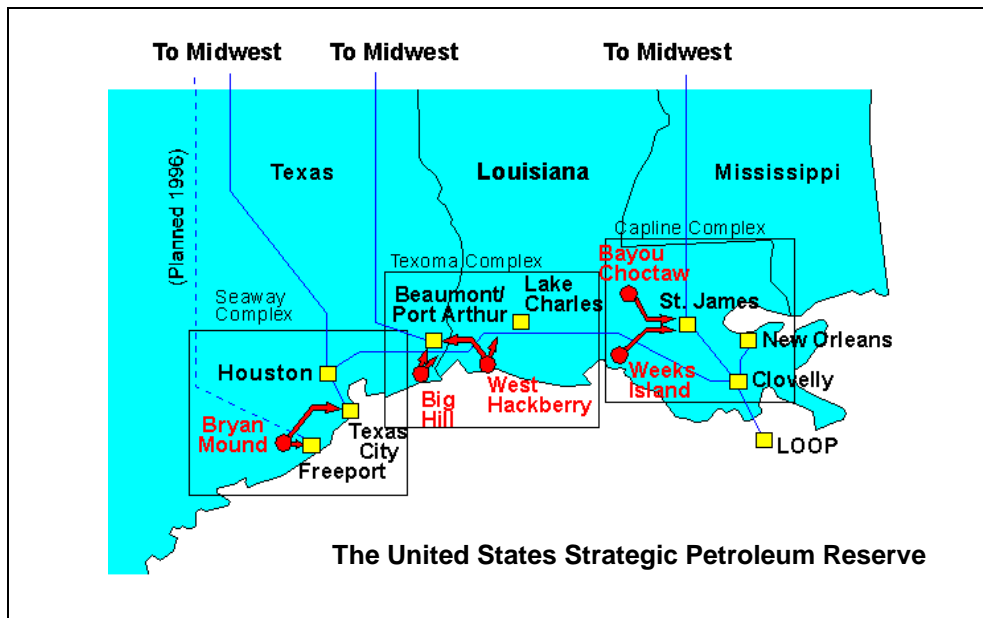 To Midwest
To Midwest
To Midwest
(Planned 1996)
Texas
Louisiana
Mississippi
Capline Complex
Texoma Complex
Seaway
Complex
Bayou
Choctaw
Lake
Charles
St. James
Beaumont/
Port Arthur
New Orleans
Houston
Weeks
Island
Clovelly
Big
Hill
West
Hackberry
Bryan
Mound
Texas
City
Freeport
LOOP
The United States Strategic Petroleum Reserve